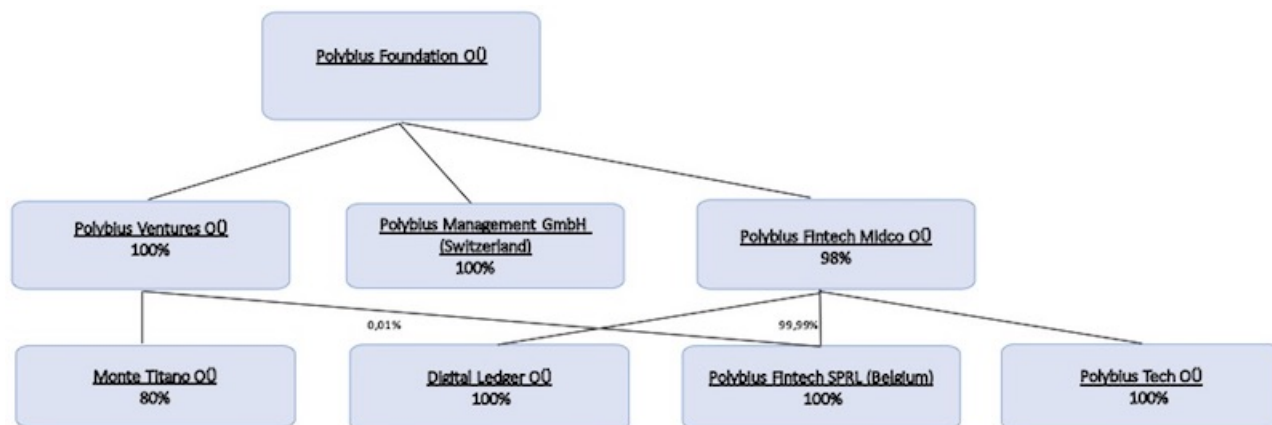 Polybius Foundation OÜ
Polybius Ventures OÜ
100%
Polybius Management GmbH
(Switzerland)
100%
Polybius Fintech Midco OÜ
98%
0,01%
99,99%
Monte Titano OÜ
80%
Digital Ledger OÜ
100%
Polybius Fintech SPRL (Belgium)
100%
Polybius Tech OÜ
100%